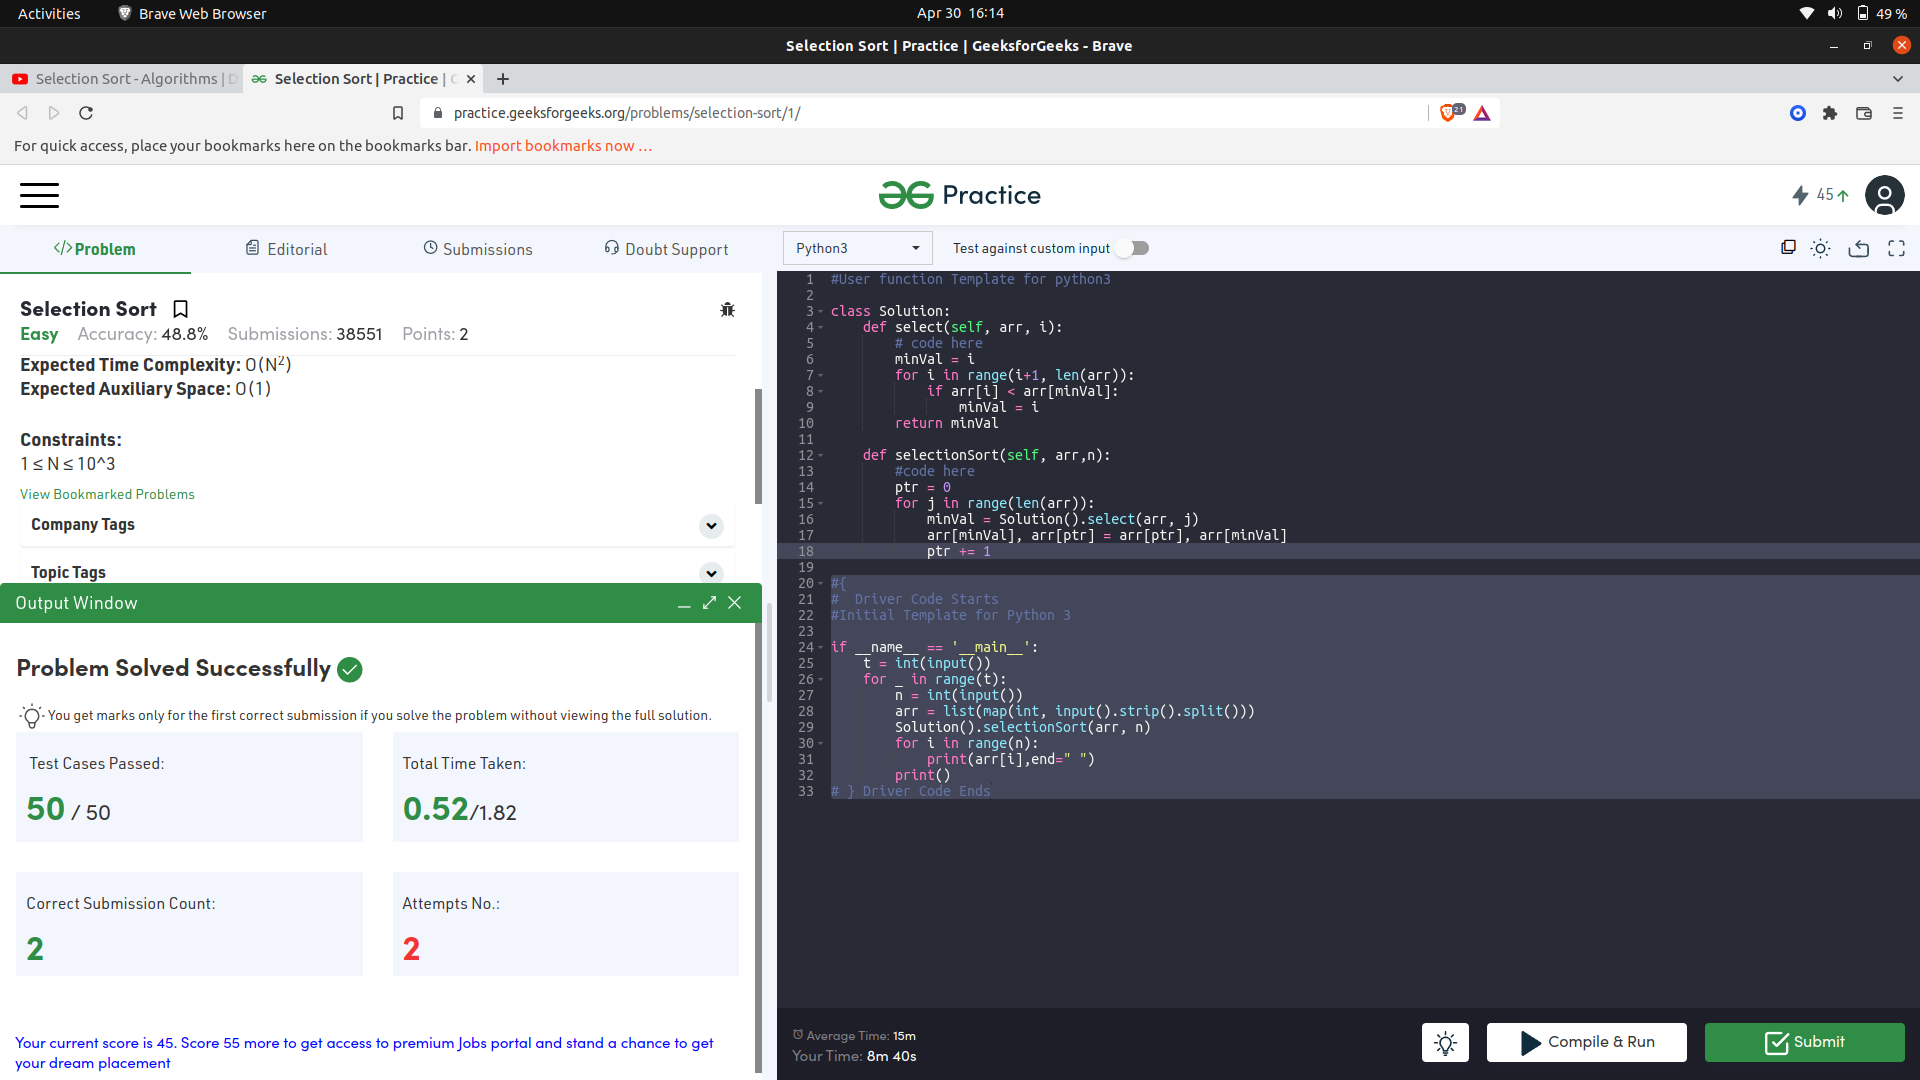 Activities
Brave Web Browser
Apr 30 16:14
49 %
Selection Sort | Practice | GeeksforGeeks - Brave
Selection Sort - Algorithms | D
Selection Sort | Practice | G
practice.geeksforgeeks.org/problems/selection-sort/1/
21
For quick access, place your bookmarks here on the bookmarks bar. Import bookmarks now …
Practice
45
</>Problem
Editorial
Submissions
Doubt Support
Python3
Test against custom input
Selection Sort
Easy Accuracy: 48.8% Submissions: 38551 Points: 2
Expected Time Complexity: O(N²)
Expected Auxiliary Space: O(1)
Constraints:
1 ≤ N ≤ 10^3
View Bookmarked Problems
Company Tags
Topic Tags
Output Window
Problem Solved Successfully
You get marks only for the first correct submission if you solve the problem without viewing the full solution.
Test Cases Passed:
50 / 50
Total Time Taken:
0.52/1.82
Correct Submission Count:
2
Attempts No.:
2
Your current score is 45. Score 55 more to get access to premium Jobs portal and stand a chance to get
your dream placement
1 #User function Template for python3
2
3 class Solution:
4     def select(self, arr, i):
5         # code here
6         minVal = i
7         for i in range(i+1, len(arr)):
8             if arr[i] < arr[minVal]:
9                 minVal = i
10         return minVal
11
12     def selectionSort(self, arr,n):
13         #code here
14         ptr = 0
15         for j in range(len(arr)):
16             minVal = Solution().select(arr, j)
17             arr[minVal], arr[ptr] = arr[ptr], arr[minVal]
18             ptr += 1
19
20 #{
21 #  Driver Code Starts
22 #Initial Template for Python 3
23
24 if __name__ == '__main__':
25     t = int(input())
26     for _ in range(t):
27         n = int(input())
28         arr = list(map(int, input().strip().split()))
29         Solution().selectionSort(arr, n)
30         for i in range(n):
31             print(arr[i],end=" ")
32         print()
33 # } Driver Code Ends
Average Time: 15m
Your Time: 8m 40s
Compile & Run
Submit